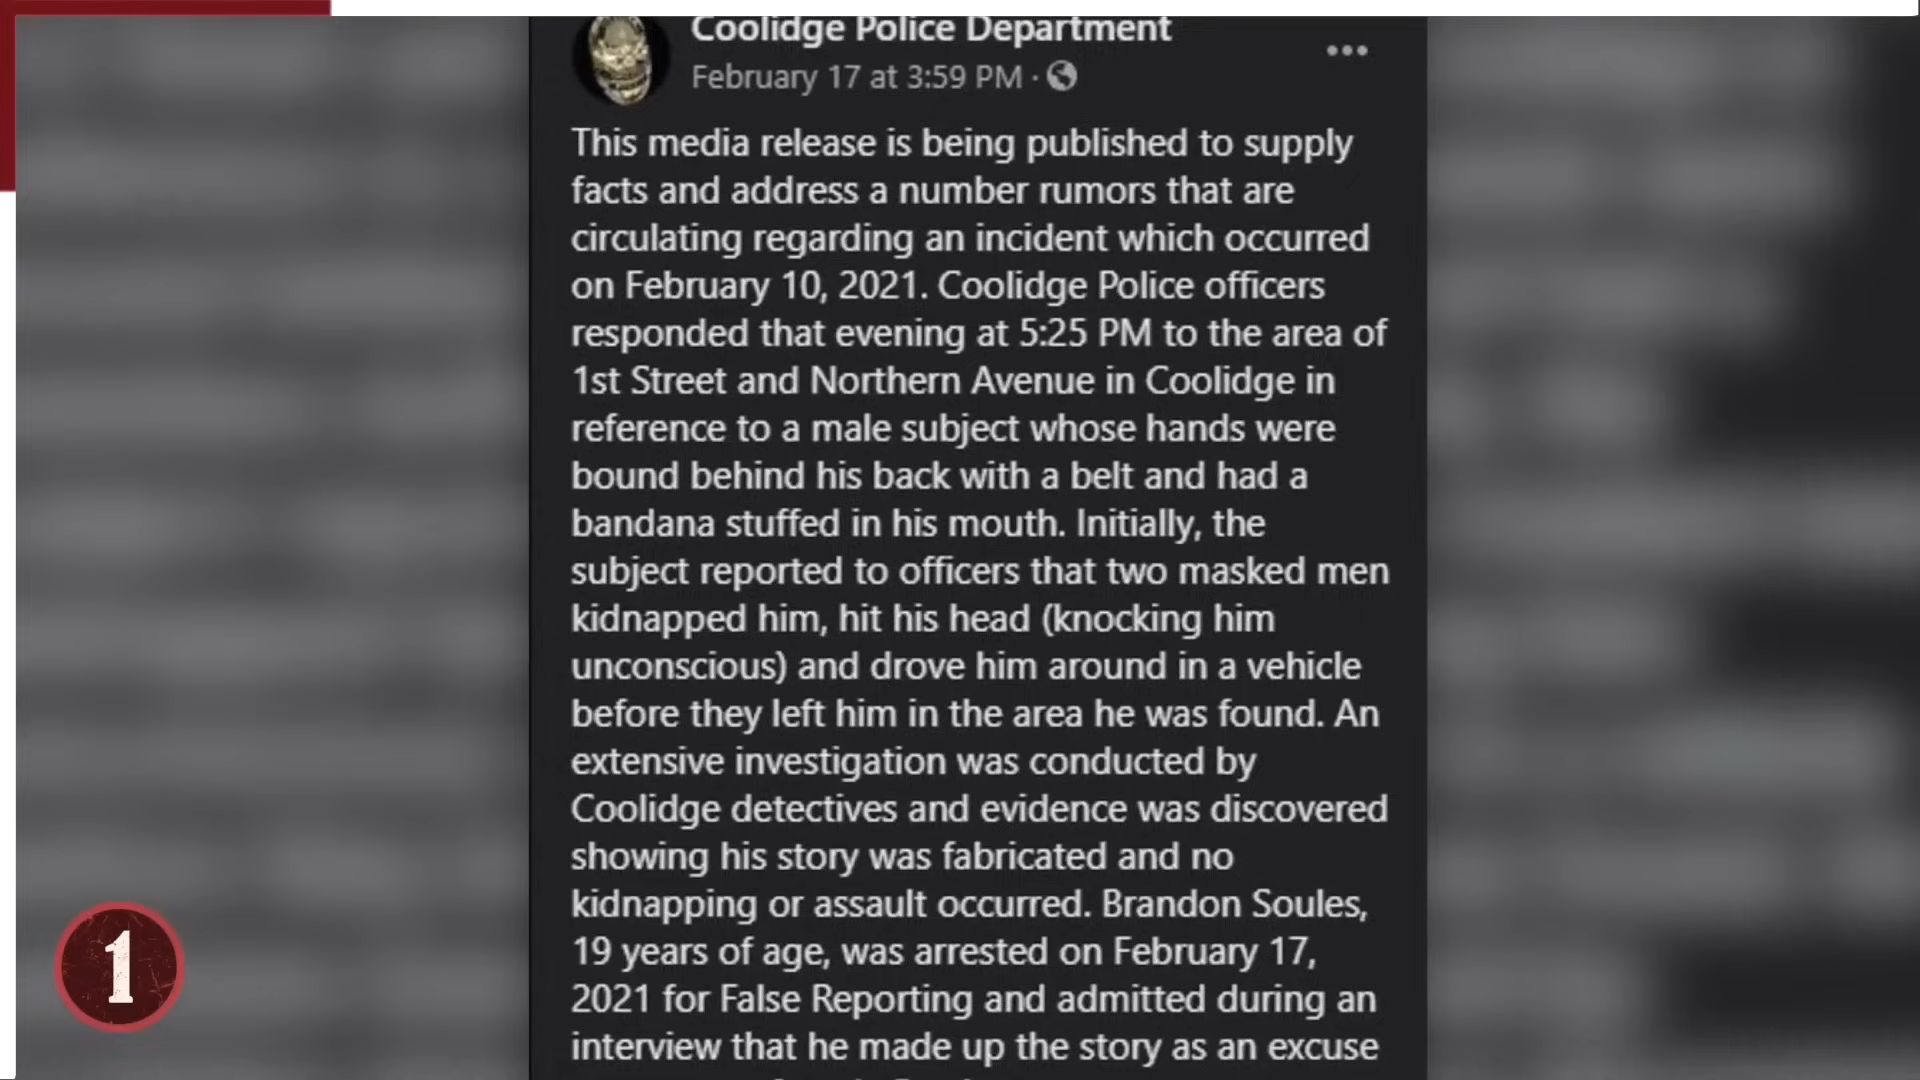 Coolidge Police Department
February 17 at 3:59 PM ·
This media release is being published to supply
facts and address a number rumors that are
circulating regarding an incident which occurred
on February 10, 2021. Coolidge Police officers
responded that evening at 5:25 PM to the area of
1st Street and Northern Avenue in Coolidge in
reference to a male subject whose hands were
bound behind his back with a belt and had a
bandana stuffed in his mouth. Initially, the
subject reported to officers that two masked men
kidnapped him, hit his head (knocking him
unconscious) and drove him around in a vehicle
before they left him in the area he was found. An
extensive investigation was conducted by
Coolidge detectives and evidence was discovered
showing his story was fabricated and no
kidnapping or assault occurred. Brandon Soules,
19 years of age, was arrested on February 17,
2021 for False Reporting and admitted during an
interview that he made up the story as an excuse
1